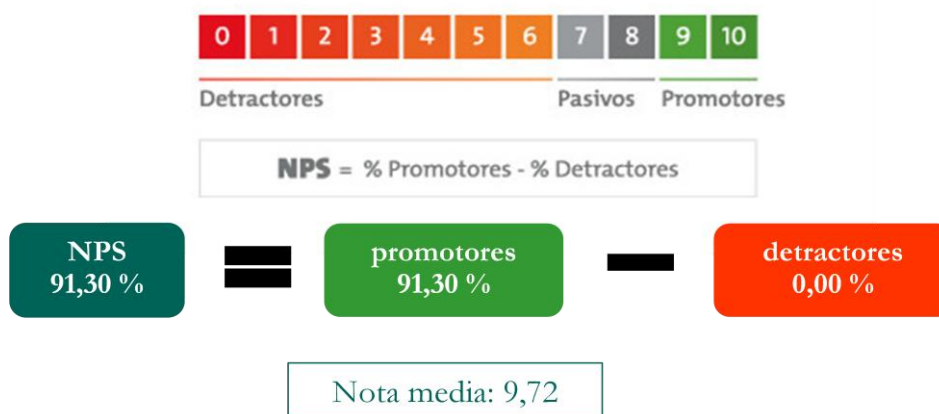 0 1 2 3 4 5 6 7 8 9 10
Detractores Pasivos Promotores
NPS = % Promotores - % Detractores
NPS promotores detractores
91,30 % 91,30 % 0,00 %
Nota media: 9,72